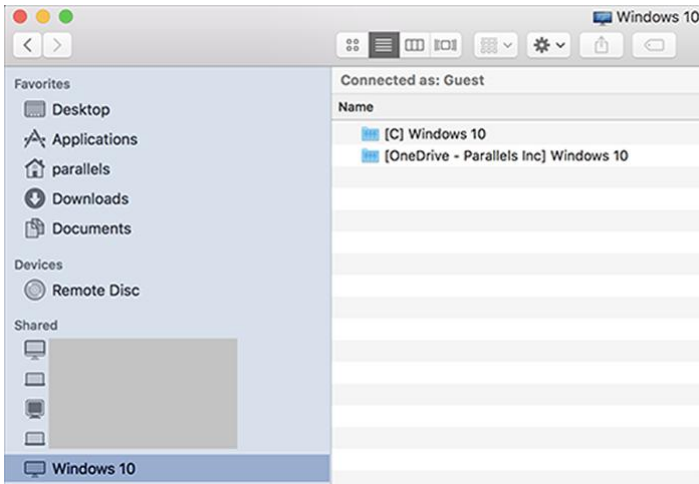 Windows 10
Favorites
Desktop
Applications
parallels
Downloads
Documents
Devices
Remote Disc
Shared
Windows 10
Connected as: Guest
Name
[C] Windows 10
[OneDrive - Parallels Inc] Windows 10